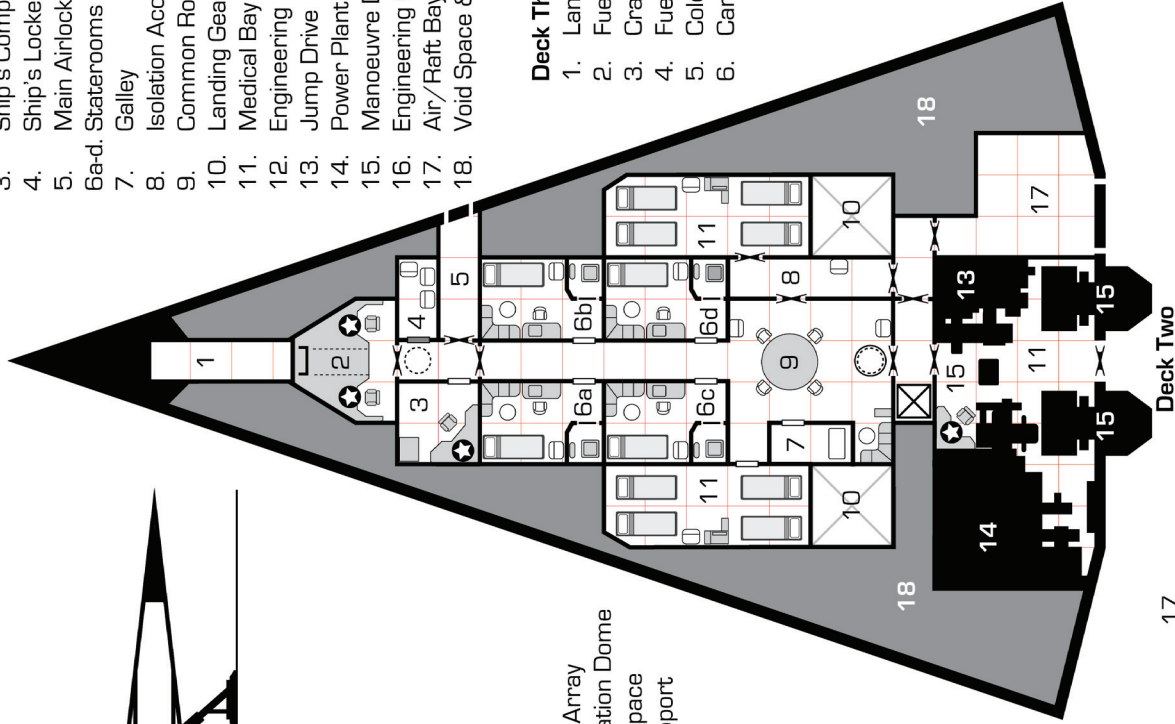 3. Ship's Comp
4. Ship's Locke
5. Main Airlock
6a-d. Staterooms
7. Galley
8. Isolation Acc
9. Common Ro
10. Landing Gea
11. Medical Bay
12. Engineering
13. Jump Drive
14. Power Plant
15. Manoeuvre D
16. Engineering
17. Air/Raft Bay
18. Void Space &
Deck Th
1. Lan
2. Fue
3. Cra
4. Fue
5. Col
6. Car
Array
ation Dome
pace
pport
1
2
3
4
5
6a
6b
6c
6d
7
8
9
10
10
11
11
18
18
17
13
14
15
11
15
15
Deck Two
17